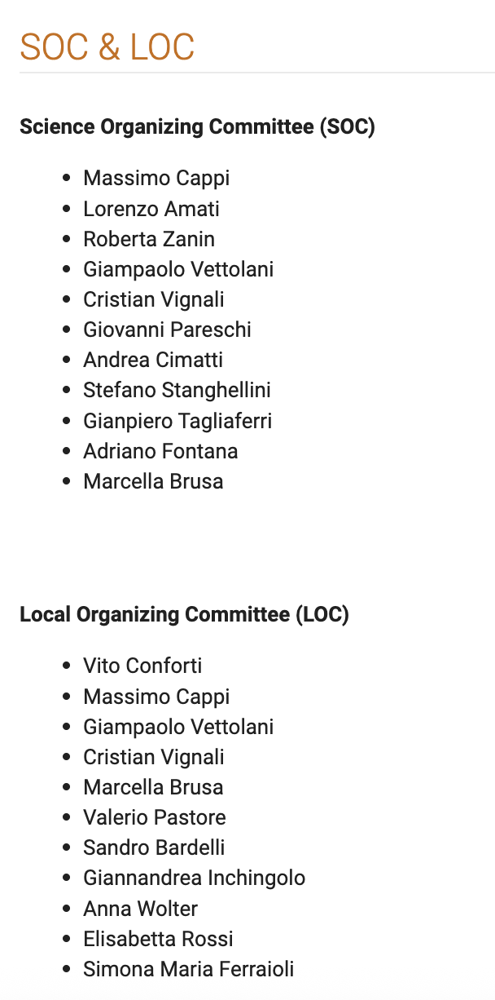 SOC & LOC
Science Organizing Committee (SOC)
• Massimo Cappi
• Lorenzo Amati
• Roberta Zanin
• Giampaolo Vettolani
• Cristian Vignali
• Giovanni Pareschi
• Andrea Cimatti
• Stefano Stanghellini
• Gianpiero Tagliaferri
• Adriano Fontana
• Marcella Brusa
Local Organizing Committee (LOC)
• Vito Conforti
• Massimo Cappi
• Giampaolo Vettolani
• Cristian Vignali
• Marcella Brusa
• Valerio Pastore
• Sandro Bardelli
• Giannandrea Inchingolo
• Anna Wolter
• Elisabetta Rossi
• Simona Maria Ferraioli